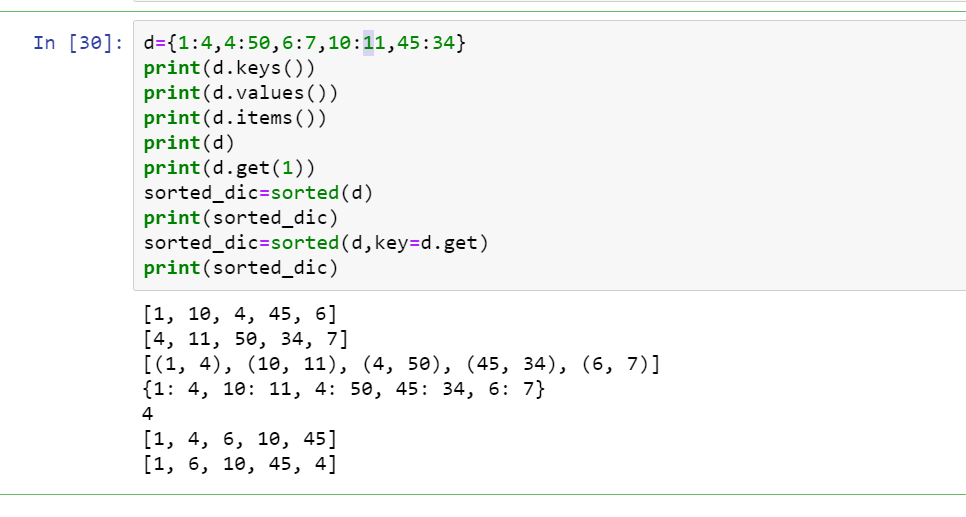 In [30]: d={1:4,4:50,6:7,10:11,45:34}
print(d.keys())
print(d.values())
print(d.items())
print(d)
print(d.get(1))
sorted_dic=sorted(d)
print(sorted_dic)
sorted_dic=sorted(d,key=d.get)
print(sorted_dic)
[1, 10, 4, 45, 6]
[4, 11, 50, 34, 7]
[(1, 4), (10, 11), (4, 50), (45, 34), (6, 7)]
{1: 4, 10: 11, 4: 50, 45: 34, 6: 7}
4
[1, 4, 6, 10, 45]
[1, 6, 10, 45, 4]